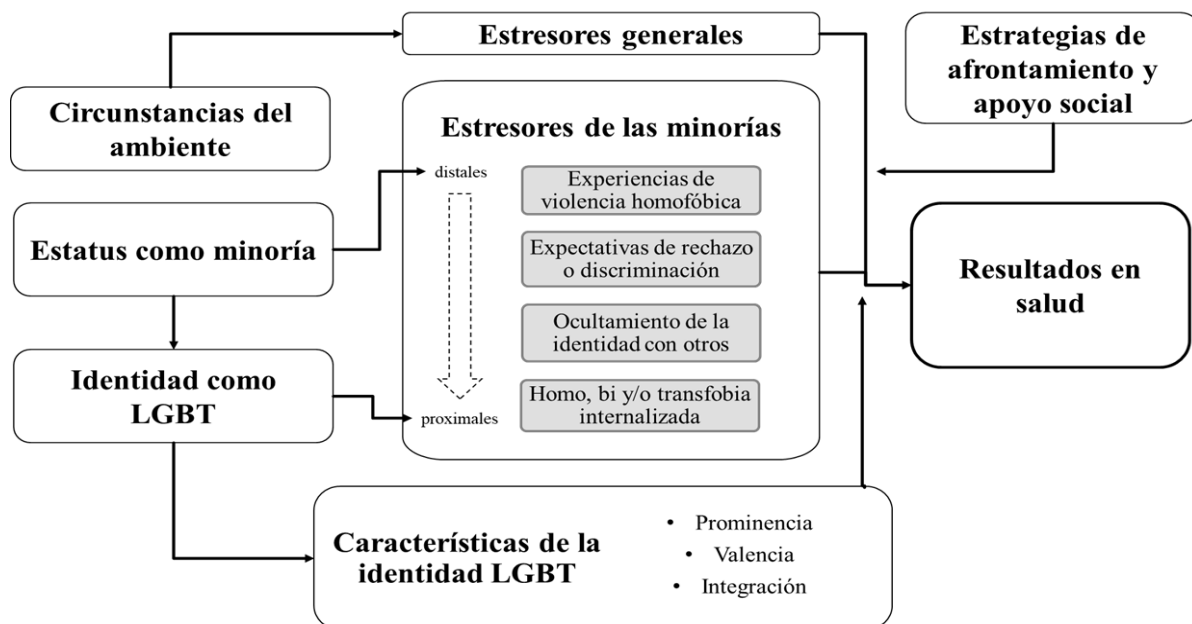 Estresores generales
Estrategias de
afrontamiento y
apoyo social
Circunstancias del
ambiente
Estresores de las minorías
distales
Experiencias de
violencia homofóbica
Estatus como minoría
Expectativas de rechazo
o discriminación
Resultados en
salud
Ocultamiento de la
identidad con otros
Identidad como
LGBT
Homo, bi y/o transfobia
internalizada
proximales
Características de la
identidad LGBT
• Prominencia
• Valencia
• Integración